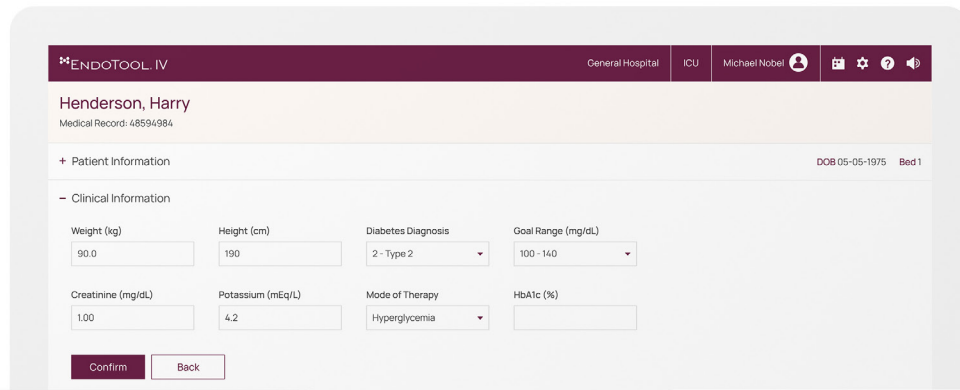 ENDOTOOL. IV General Hospital ICU Michael Nobel
Henderson, Harry
Medical Record: 48594984
+ Patient Information DOB 05-05-1975 Bed 1
– Clinical Information
Weight (kg) Height (cm) Diabetes Diagnosis Goal Range (mg/dL)
90.0 190 2 - Type 2 100 - 140
Creatinine (mg/dL) Potassium (mEq/L) Mode of Therapy HbA1c (%)
1.00 4.2 Hyperglycemia
Confirm Back